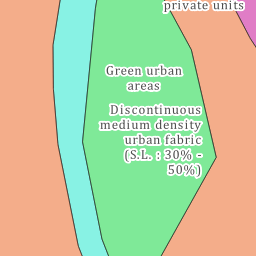 private units
Green urban
areas
Discontinuous
medium density
urban fabric
(S.L. : 30% -
50%)